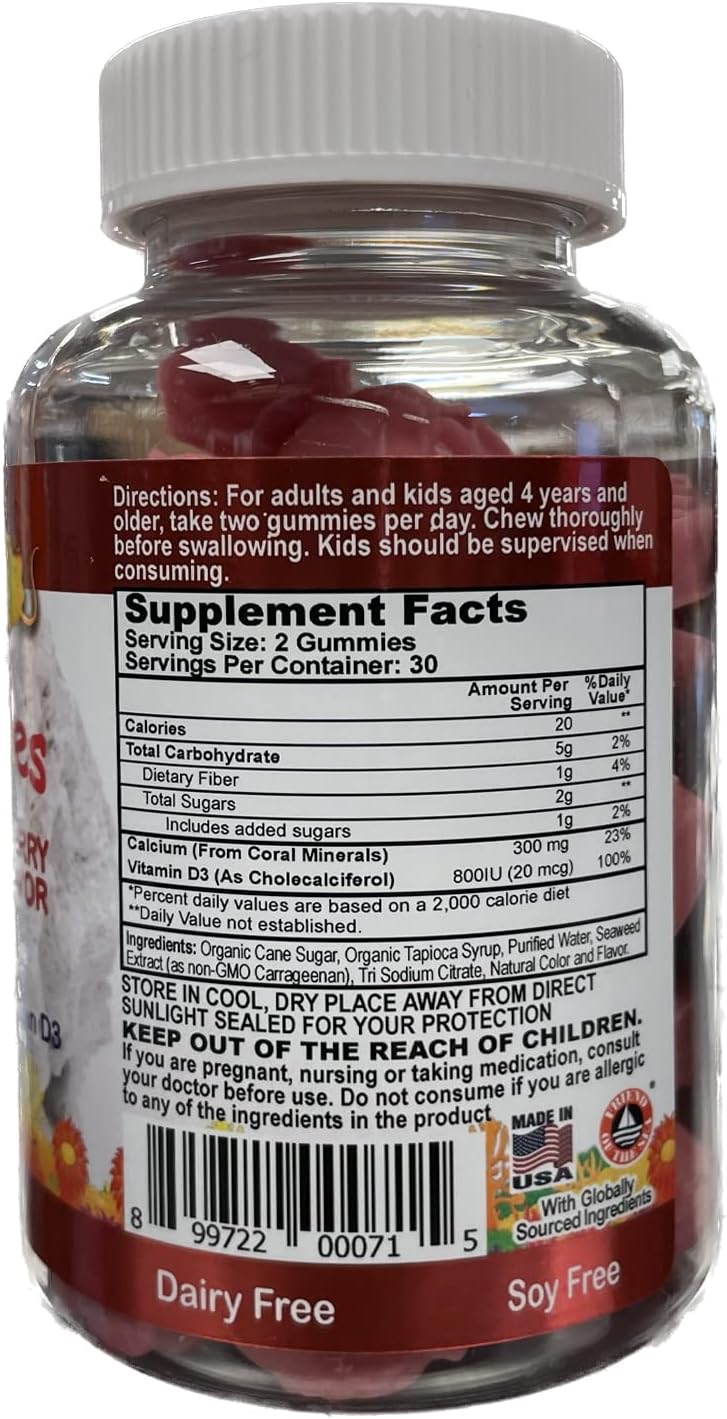 Directions: For adults and kids aged 4 years and
older, take two gummies per day. Chew thoroughly
before swallowing. Kids should be supervised when
consuming.
Supplement Facts
Serving Size: 2 Gummies
Servings Per Container: 30
Amount Per Serving %Daily Value*
Calories 20 **
Total Carbohydrate 5g 2%
Dietary Fiber 1g 4%
Total Sugars 2g **
Includes added sugars 1g 2%
Calcium (From Coral Minerals) 300 mg 23%
Vitamin D3 (As Cholecalciferol) 800IU (20 mcg) 100%
*Percent daily values are based on a 2,000 calorie diet
**Daily Value not established.
Ingredients: Organic Cane Sugar, Organic Tapioca Syrup, Purified Water, Seaweed
Extract (as non-GMO Carrageenan), Tri Sodium Citrate, Natural Color and Flavor.
STORE IN COOL, DRY PLACE AWAY FROM DIRECT
SUNLIGHT SEALED FOR YOUR PROTECTION
KEEP OUT OF THE REACH OF CHILDREN.
If you are pregnant, nursing or taking medication, consult
your doctor before use. Do not consume if you are allergic
to any of the ingredients in the product
MADE IN
USA
With Globally
Sourced Ingredients
FRIEND OF THE SEA
8 99722 00071 5
Dairy Free
Soy Free
es
RRY
OR
n D3